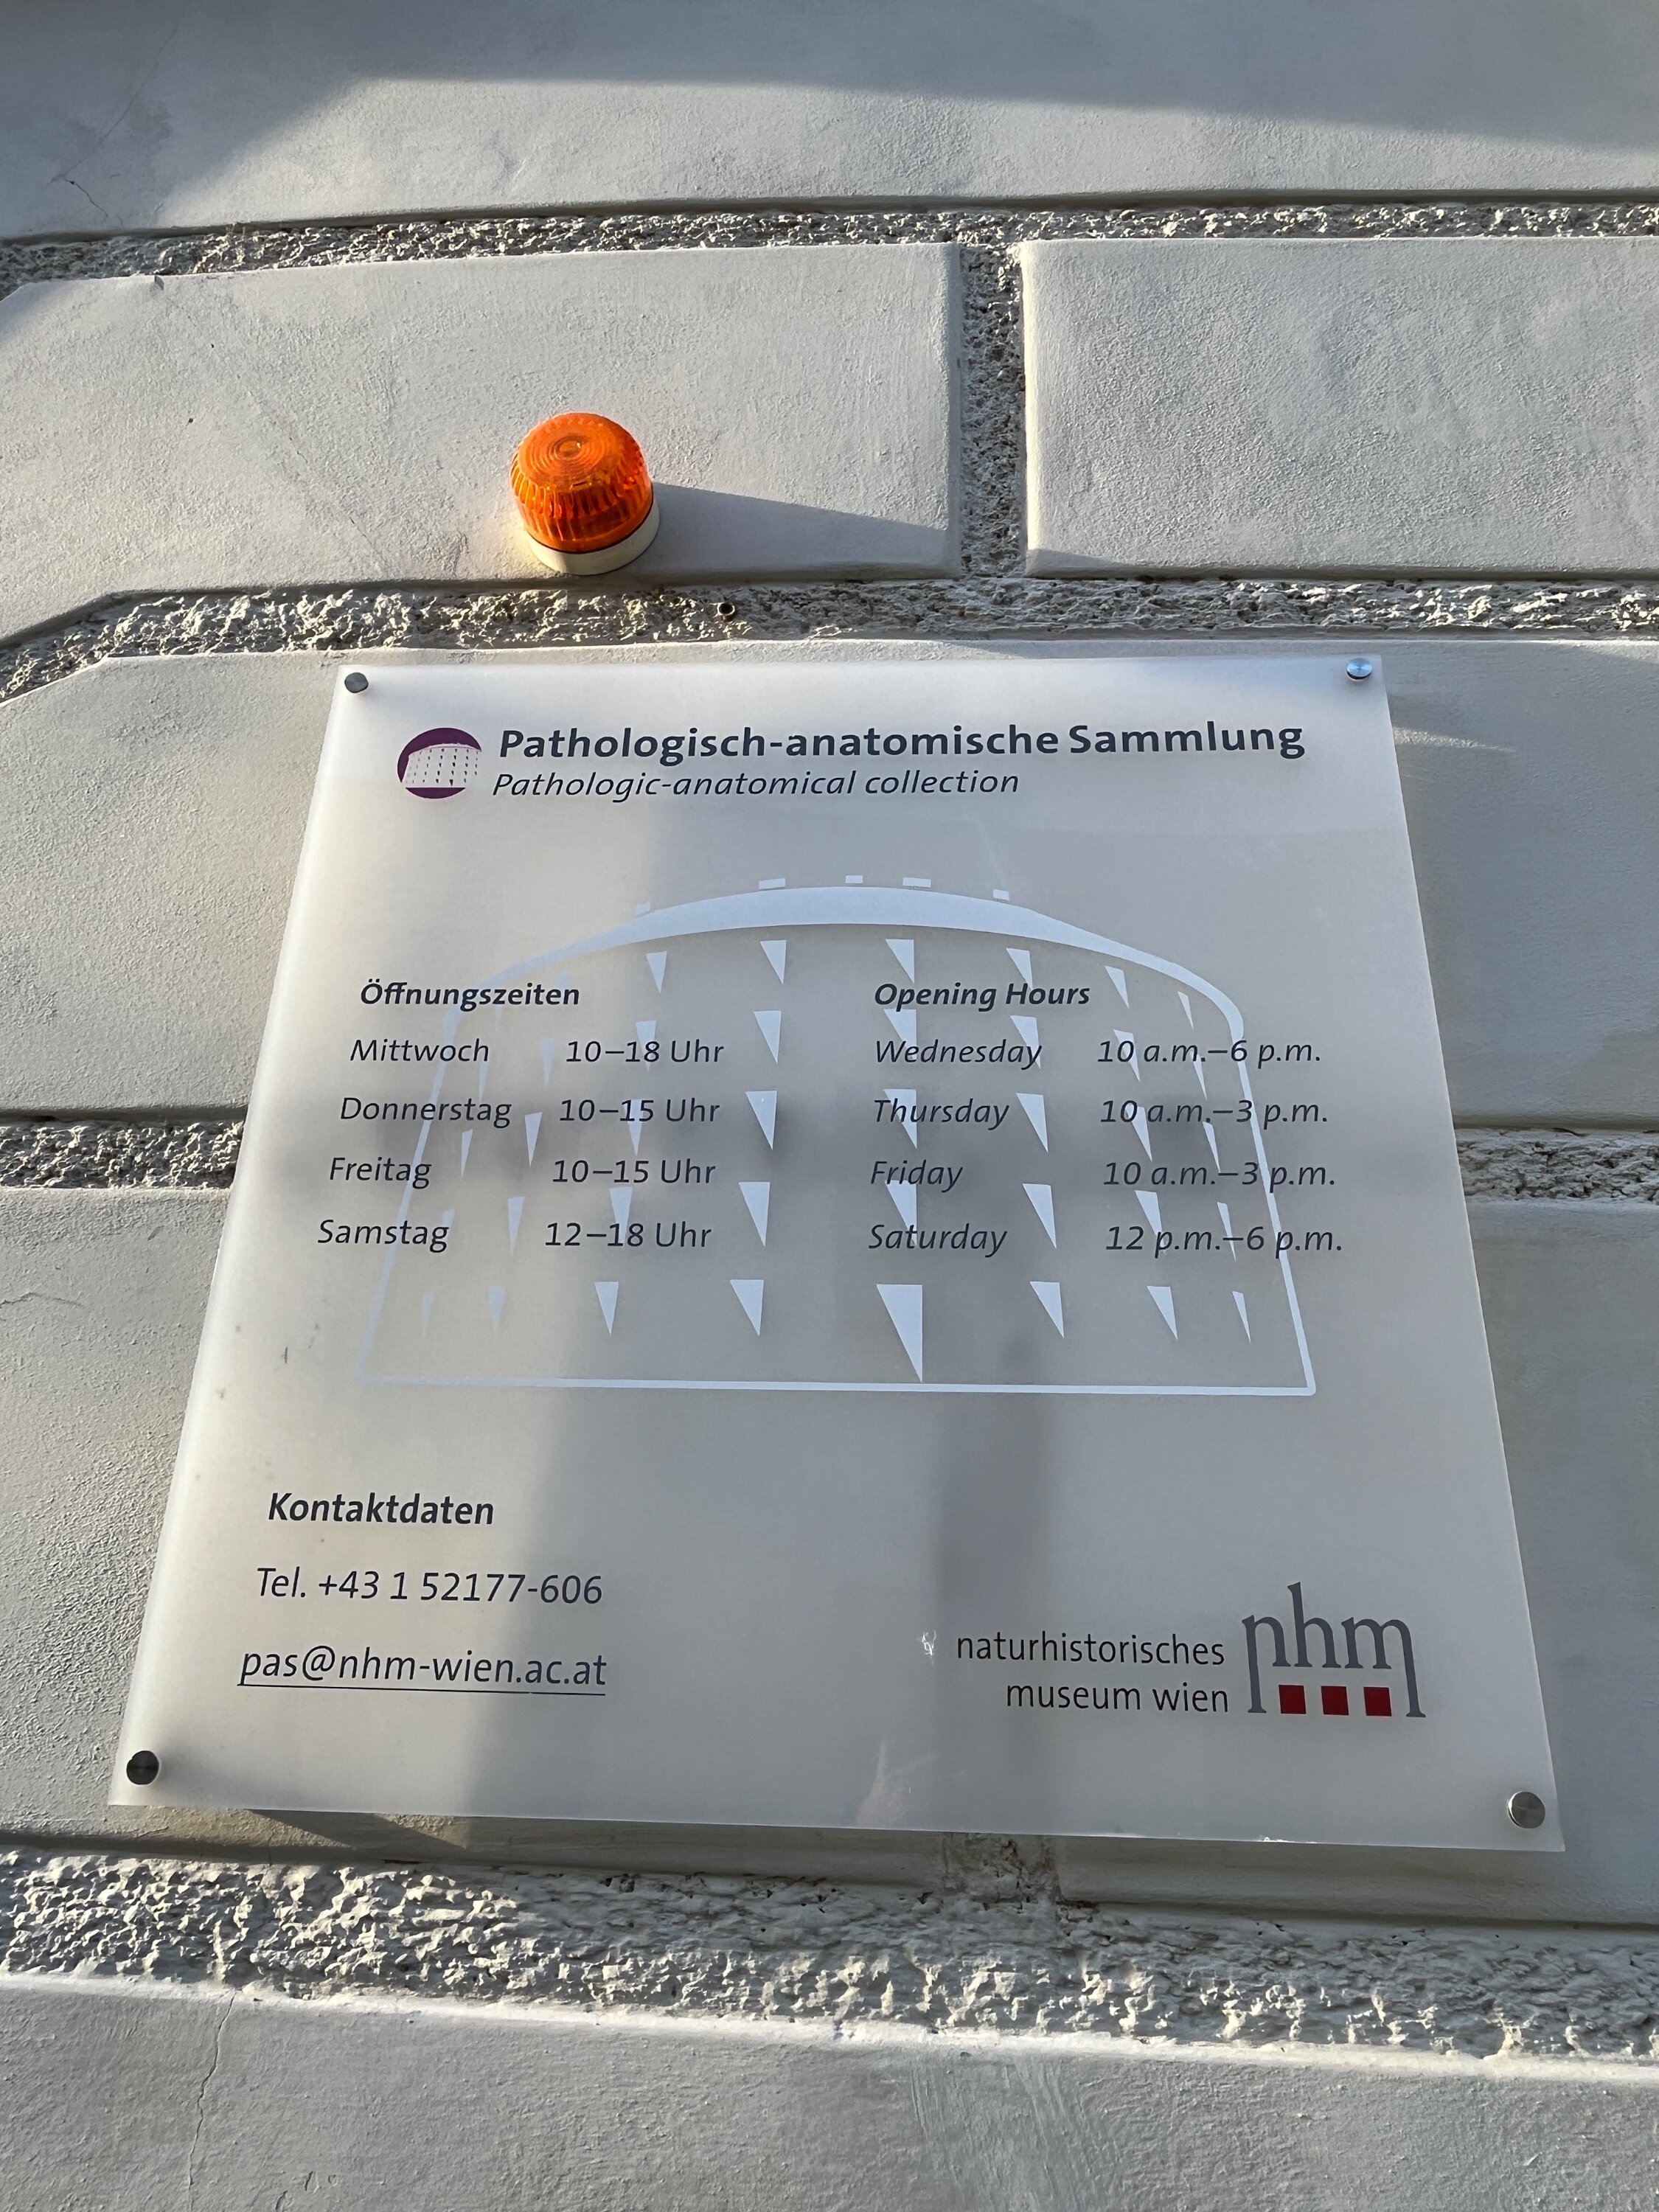 Pathologisch-anatomische Sammlung
Pathologic-anatomical collection
Öffnungszeiten
Mittwoch 10–18 Uhr
Donnerstag 10–15 Uhr
Freitag 10–15 Uhr
Samstag 12–18 Uhr
Opening Hours
Wednesday 10 a.m.–6 p.m.
Thursday 10 a.m.–3 p.m.
Friday 10 a.m.–3 p.m.
Saturday 12 p.m.–6 p.m.
Kontaktdaten
Tel. +43 1 52177-606
pas@nhm-wien.ac.at
naturhistorisches
museum wien
nhm